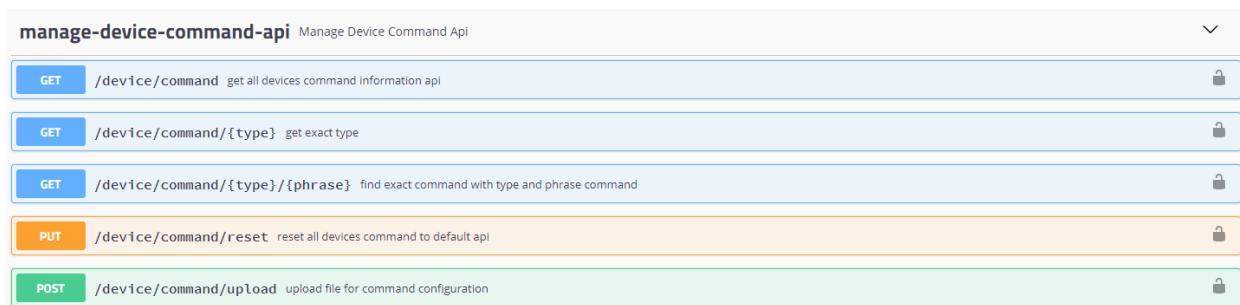 manage-device-command-api Manage Device Command Api
GET /device/command get all devices command information api
GET /device/command/{type} get exact type
GET /device/command/{type}/{phrase} find exact command with type and phrase command
PUT /device/command/reset reset all devices command to default api
POST /device/command/upload upload file for command configuration